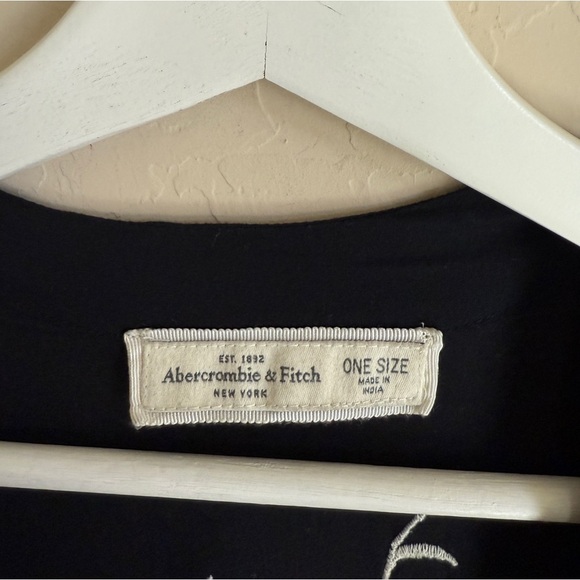 EST. 1892
Abercrombie & Fitch
NEW YORK
ONE SIZE
MADE IN
INDIA